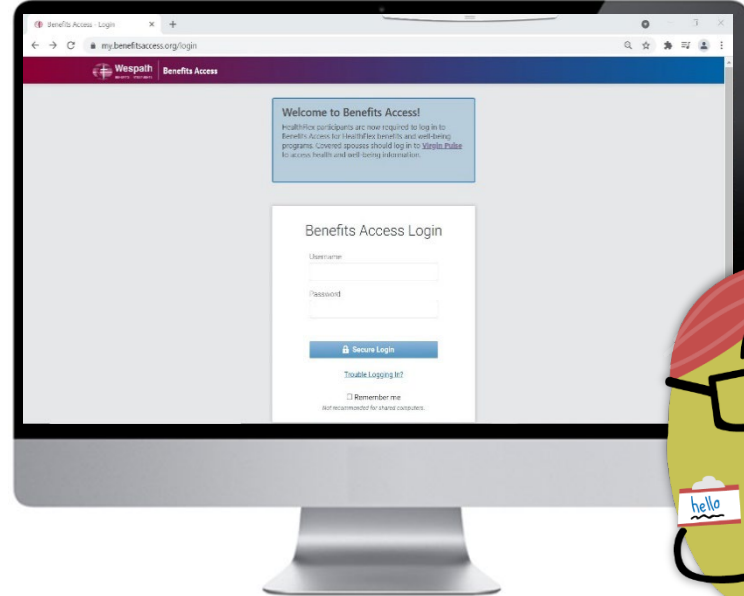 Benefits Access - Login
my.benefitsaccess.org/login
Wespath Benefits Access
Welcome to Benefits Access!
HealthFlex participants are now required to log in to
Benefits Access for HealthFlex benefits and well-being
programs. Covered spouses should log in to Virgin Pulse
to access health and well-being information.
Benefits Access Login
Username
Password
Secure Login
Trouble Logging In?
Remember me
Not recommended for shared computers.
hello